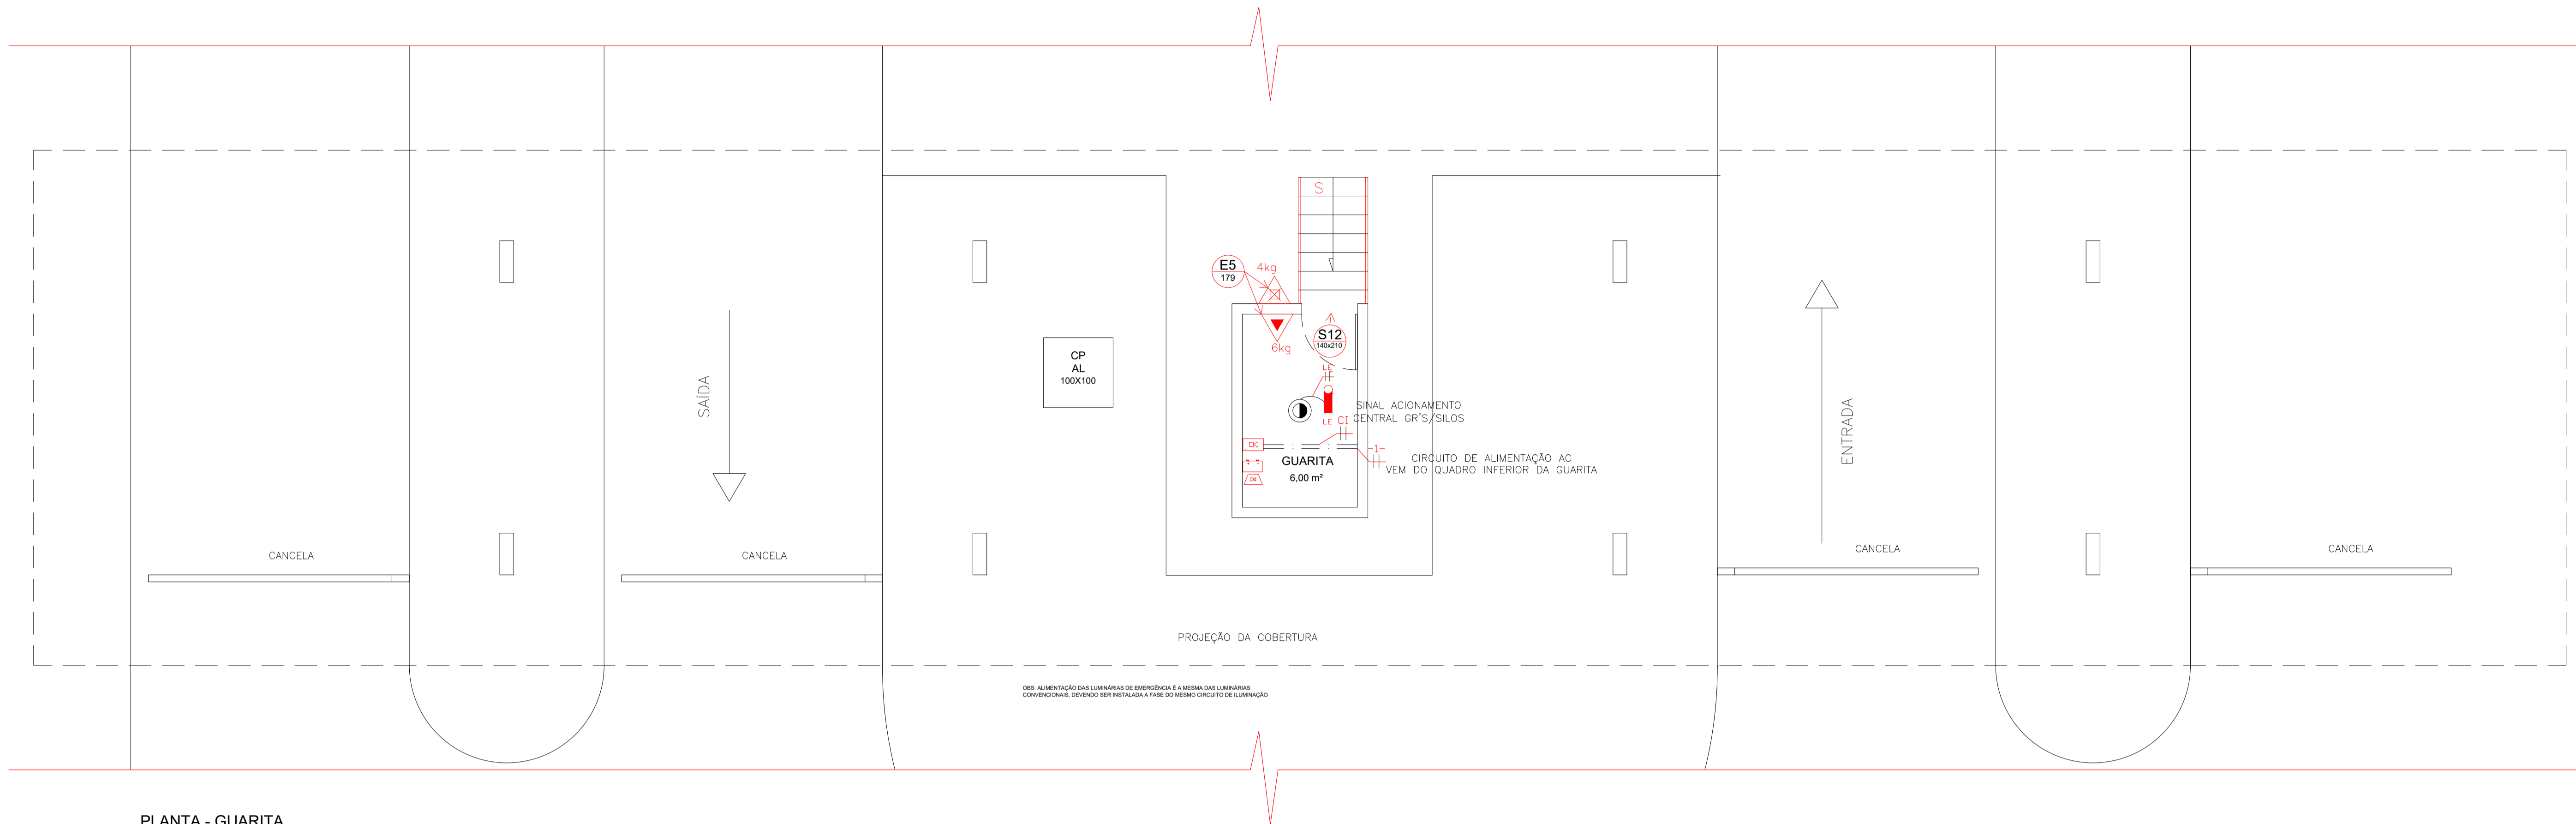 S
E5
179
4kg
6kg
S12
140x210
CP
AL
100X100
SAÍDA
LE
SINAL ACIONAMENTO
CENTRAL GR'S/SILOS
LE
CI
-1-
CIRCUITO DE ALIMENTAÇÃO AC
VEM DO QUADRO INFERIOR DA GUARITA
GUARITA
6,00 m²
ENTRADA
CANCELA
CANCELA
CANCELA
CANCELA
PROJEÇÃO DA COBERTURA
OBS: ALIMENTAÇÃO DAS LUMINÁRIAS DE EMERGÊNCIA É A MESMA DAS LUMINÁRIAS
CONVENCIONAIS, DEVENDO SER INSTALADA A FASE DO MESMO CIRCUITO DE ILUMINAÇÃO
PLANTA - GUARITA